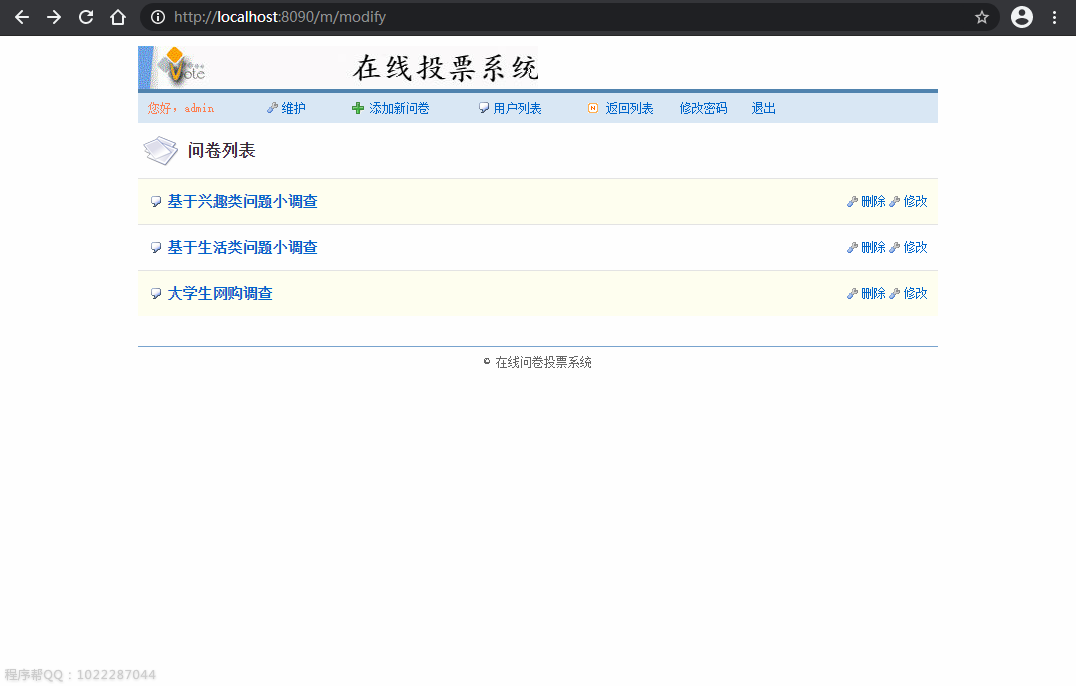 http://localhost:8090/m/modify
Vote 在线投票系统
您好，admin 维护 添加新问卷 用户列表 N 返回列表 修改密码 退出
问卷列表
基于兴趣类问题小调查 删除 修改
基于生活类问题小调查 删除 修改
大学生网购调查 删除 修改
© 在线问卷投票系统
程序帮QQ：1022287044